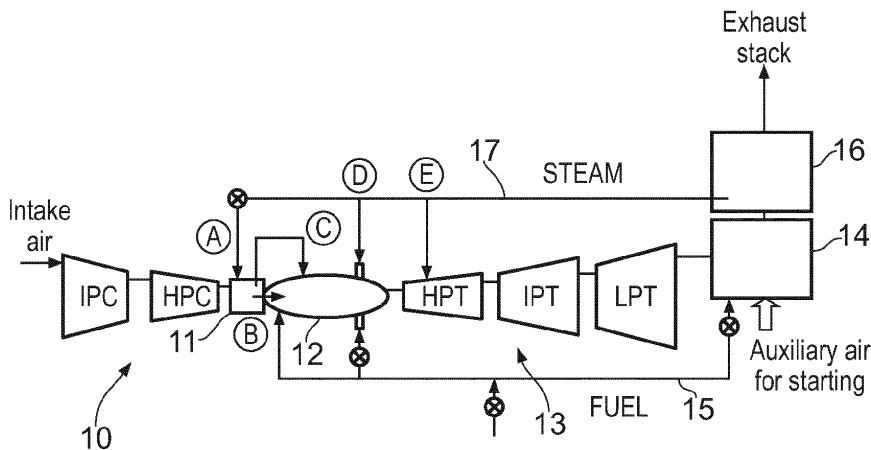 Exhaust
stack
17
STEAM
16
D
E
Intake
air
A
C
14
IPC
HPC
HPT
IPT
LPT
11
B
12
Auxiliary air
for starting
10
13
FUEL
15